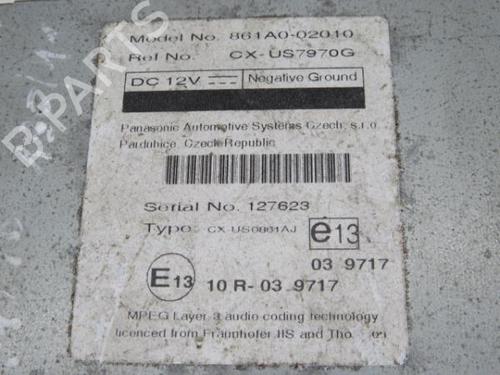 Model No. 861A0-02010
Ref No. CX-US7970G
DC 12V Negative Ground
Panasonic Automotive Systems Czech, s.r.o.
Pardubice, Czech Republic
Serial No. 127623
Type: CX US0861AJ
e13
03 9717
E13 10 R-03 9717
MPEG Layer 3 audio coding technology
licenced from Fraunhofer IIS and
B-Parts